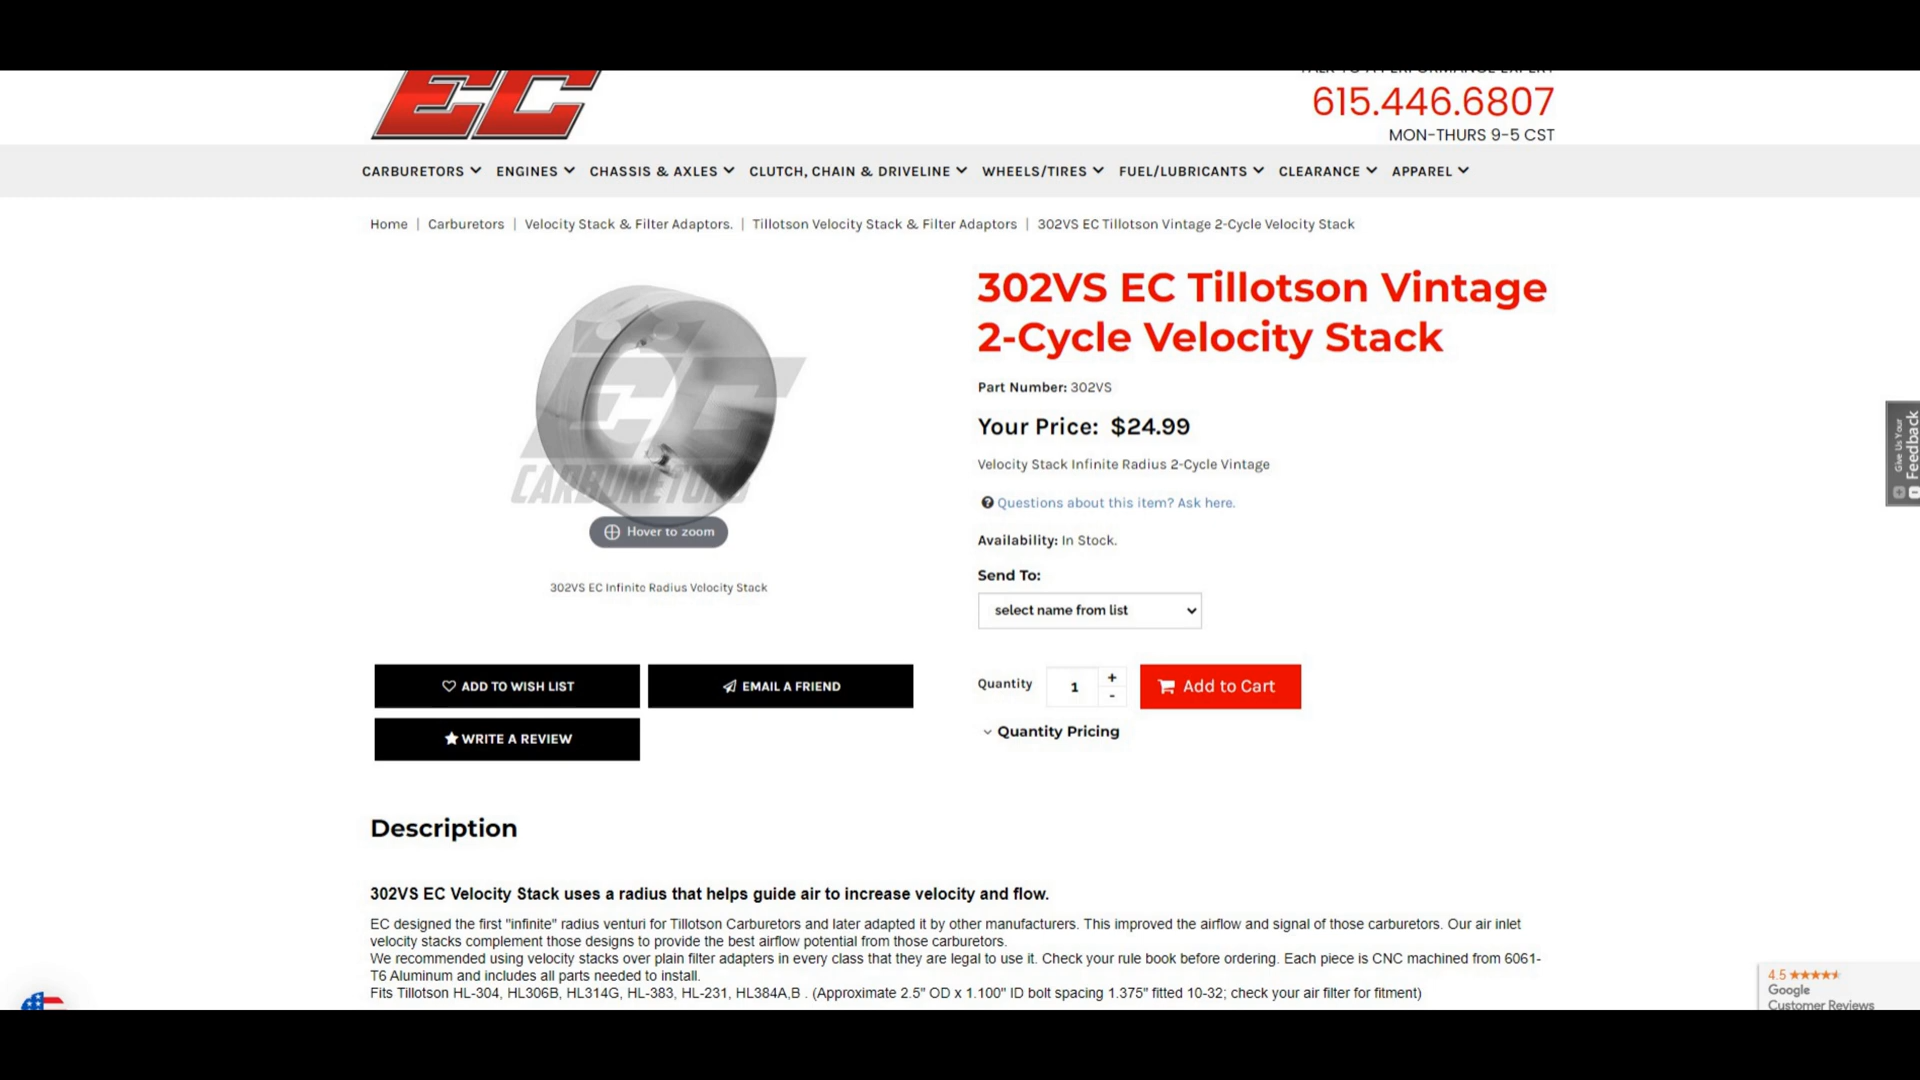 EC
615.446.6807
MON-THURS 9-5 CST
CARBURETORS ENGINES CHASSIS & AXLES CLUTCH, CHAIN & DRIVELINE WHEELS/TIRES FUEL/LUBRICANTS CLEARANCE APPAREL
Home | Carburetors | Velocity Stack & Filter Adaptors. | Tillotson Velocity Stack & Filter Adaptors | 302VS EC Tillotson Vintage 2-Cycle Velocity Stack
EC
CARBURETORS
Hover to zoom
302VS EC Infinite Radius Velocity Stack
ADD TO WISH LIST
EMAIL A FRIEND
WRITE A REVIEW
302VS EC Tillotson Vintage
2-Cycle Velocity Stack
Part Number: 302VS
Your Price: $24.99
Velocity Stack Infinite Radius 2-Cycle Vintage
Questions about this item? Ask here.
Availability: In Stock.
Send To:
select name from list
Quantity 1 + - Add to Cart
Quantity Pricing
Give Us Your
Feedback
Description
302VS EC Velocity Stack uses a radius that helps guide air to increase velocity and flow.
EC designed the first "infinite" radius venturi for Tillotson Carburetors and later adapted it by other manufacturers. This improved the airflow and signal of those carburetors. Our air inlet
velocity stacks complement those designs to provide the best airflow potential from those carburetors.
We recommended using velocity stacks over plain filter adapters in every class that they are legal to use it. Check your rule book before ordering. Each piece is CNC machined from 6061-
T6 Aluminum and includes all parts needed to install.
Fits Tillotson HL-304, HL306B, HL314G, HL-383, HL-231, HL384A,B . (Approximate 2.5" OD x 1.100" ID bolt spacing 1.375" fitted 10-32; check your air filter for fitment)
4.5
Google
Customer Reviews